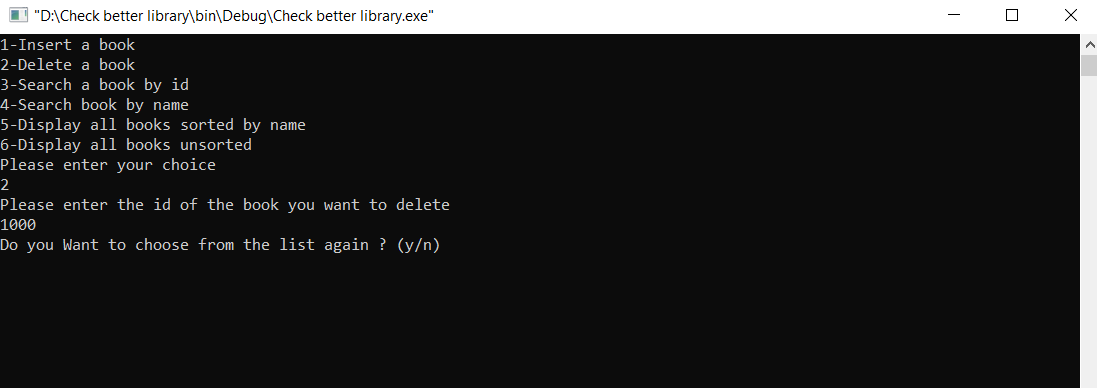 "D:\Check better library\bin\Debug\Check better library.exe"
1-Insert a book
2-Delete a book
3-Search a book by id
4-Search book by name
5-Display all books sorted by name
6-Display all books unsorted
Please enter your choice
2
Please enter the id of the book you want to delete
1000
Do you Want to choose from the list again ? (y/n)